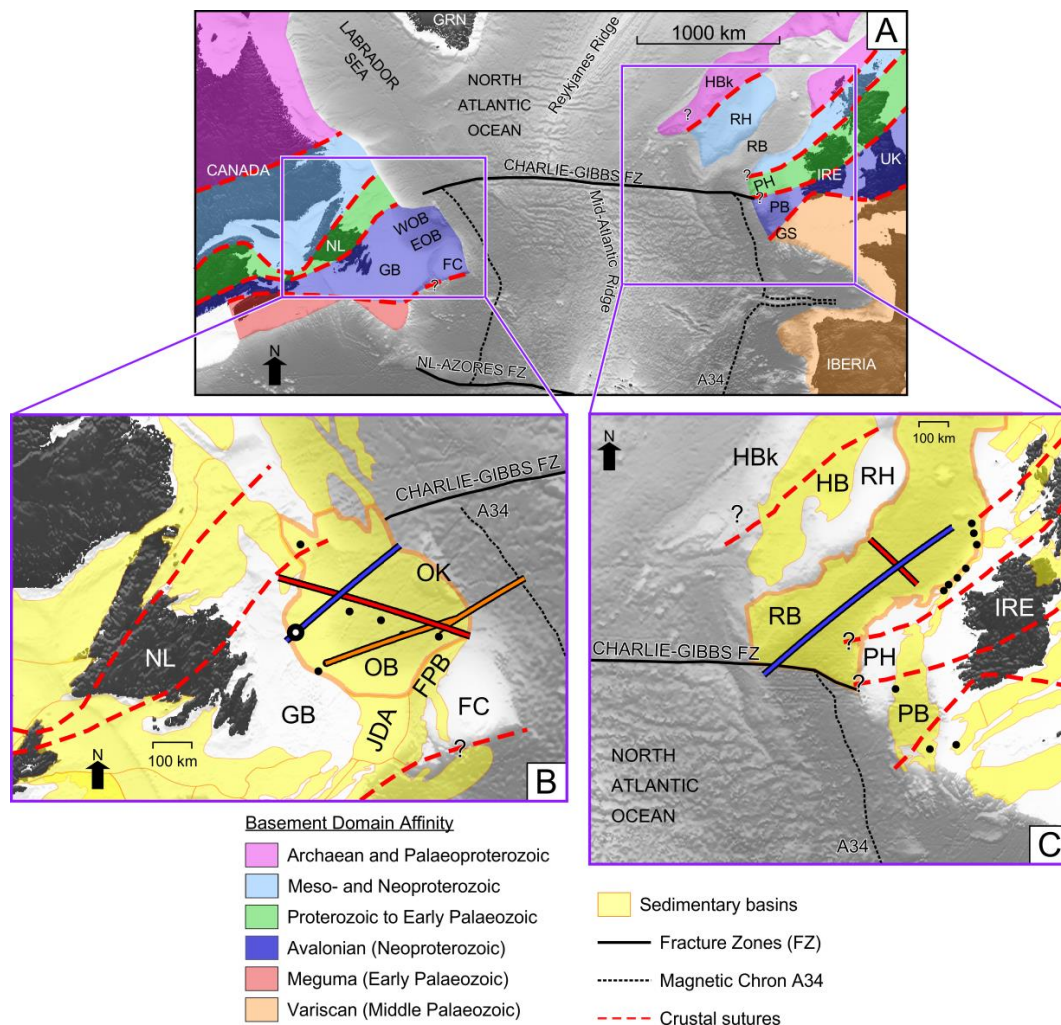 A
GRN
LABRADOR
SEA
NORTH
ATLANTIC
OCEAN
Reykjanes Ridge
1000 km
HBk
?
RH
RB
CANADA
CHARLIE-GIBBS FZ
?
PH
?
IRE
UK
PB
GS
WOB
EOB
NL
GB
FC
?
Mid-Atlantic
Ridge
N
NL-AZORES FZ
A34
IBERIA
CHARLIE-GIBBS FZ
A34
OK
NL
OB
GB
FPB
JDA
FC
?
100 km
N
B
N
100 km
HBk
?
HB
RH
RB
IRE
?
PH
?
CHARLIE-GIBBS FZ
PB
NORTH
ATLANTIC
OCEAN
A34
C
Basement Domain Affinity
Archaean and Palaeoproterozoic
Meso- and Neoproterozoic
Proterozoic to Early Palaeozoic
Avalonian (Neoproterozoic)
Meguma (Early Palaeozoic)
Variscan (Middle Palaeozoic)
Sedimentary basins
Fracture Zones (FZ)
Magnetic Chron A34
Crustal sutures